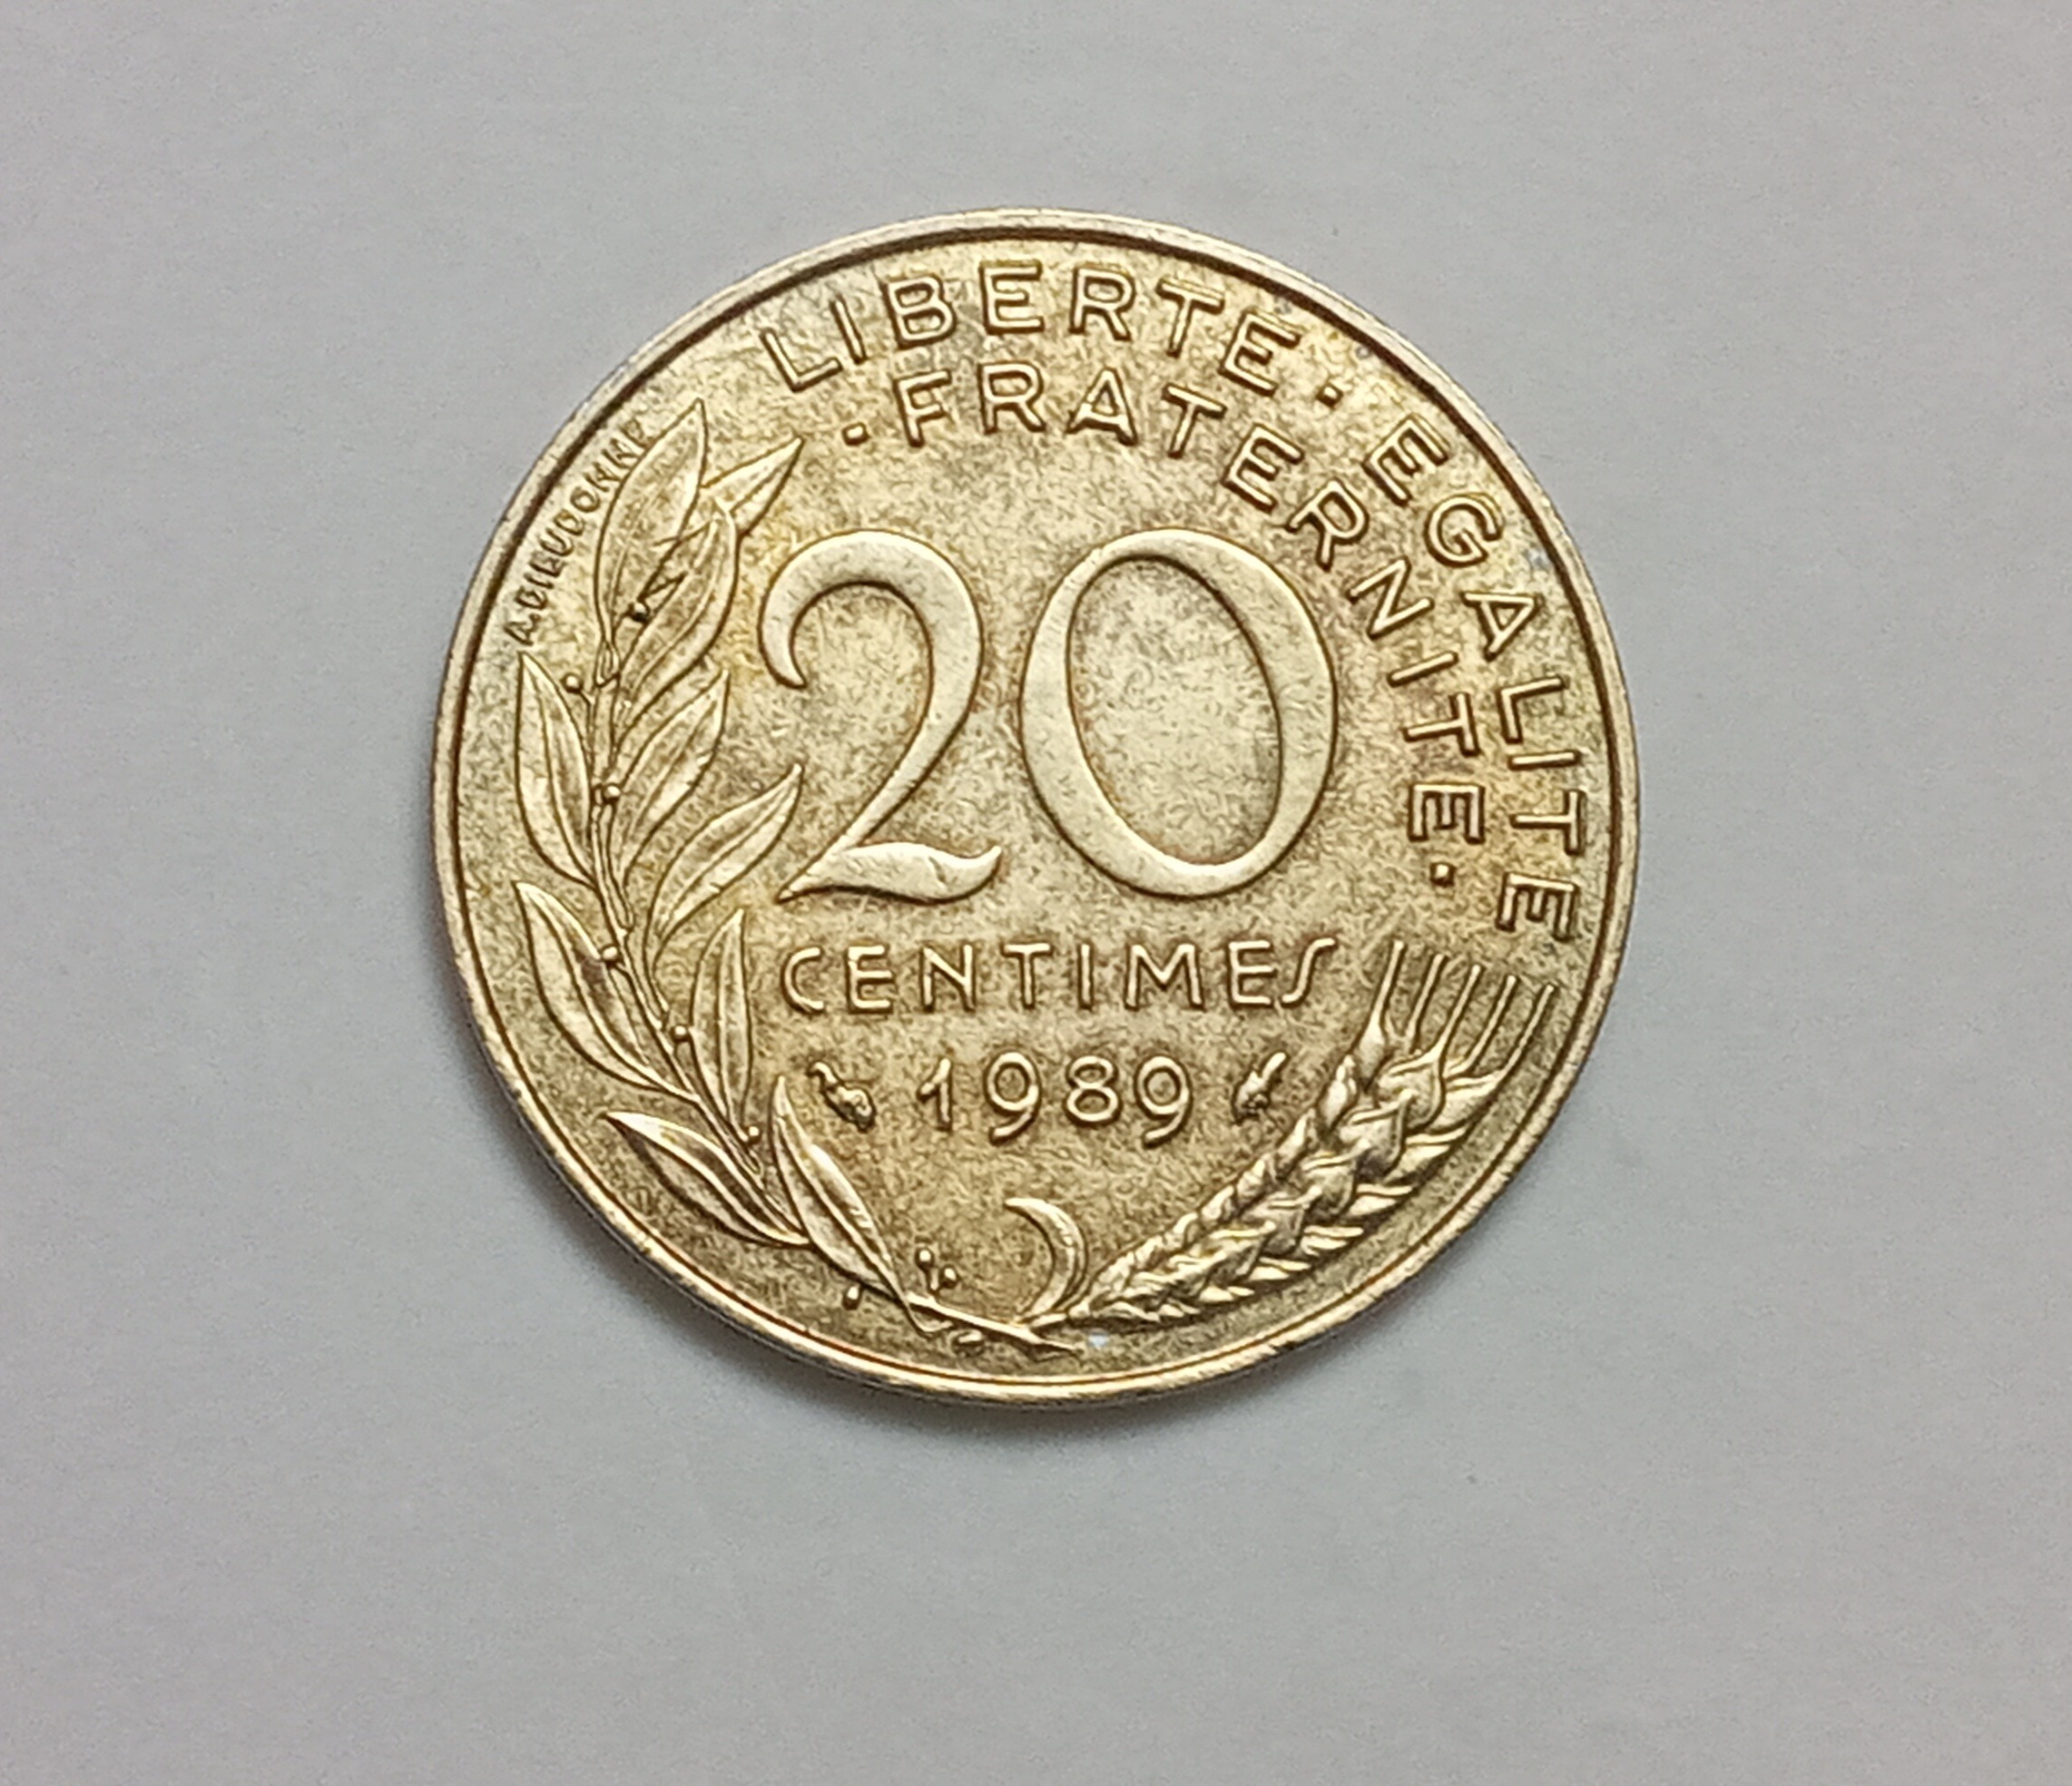 LIBERTE · EGALITE
· FRATERNITE ·
A.DIEUDONNE
20
CENTIMES
1989